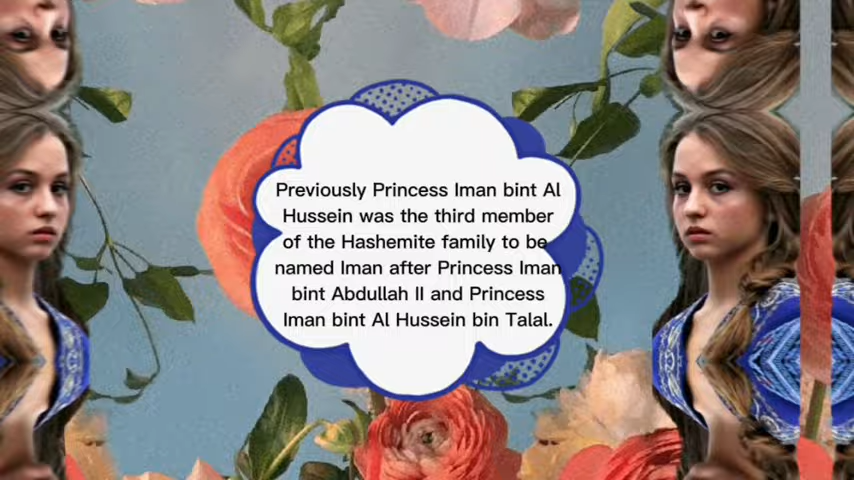 Previously Princess Iman bint Al
Hussein was the third member
of the Hashemite family to be
named Iman after Princess Iman
bint Abdullah II and Princess
Iman bint Al Hussein bin Talal.